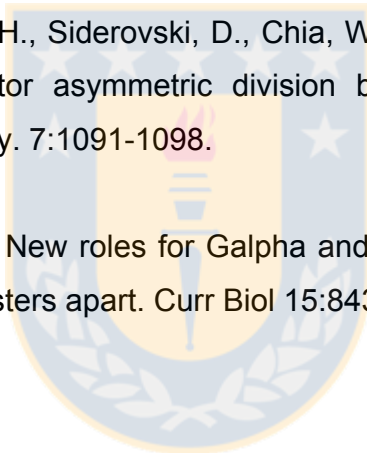 H., Siderovski, D., Chia, W
tor asymmetric division b
y. 7:1091-1098.
New roles for Galpha and
sters apart. Curr Biol 15:843